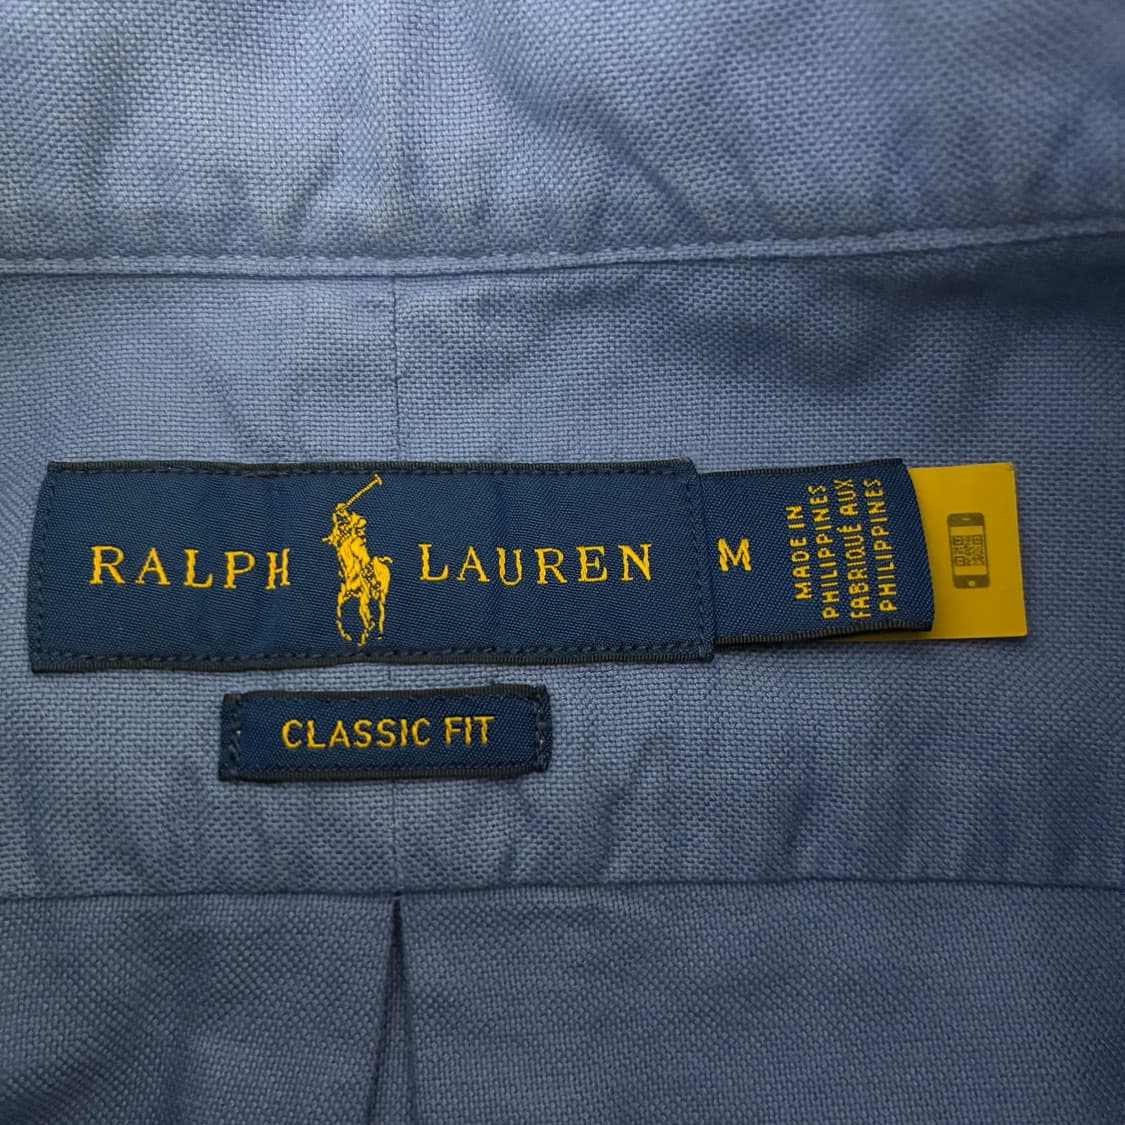 RALPH LAUREN
M
MADE IN
PHILIPPINES
FABRIQUÉ AUX
PHILIPPINES
CLASSIC FIT